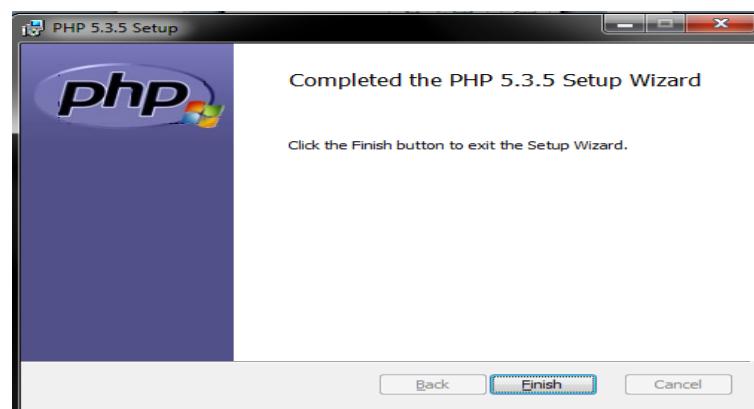 PHP 5.3.5 Setup
php
Completed the PHP 5.3.5 Setup Wizard
Click the Finish button to exit the Setup Wizard.
Back Finish Cancel